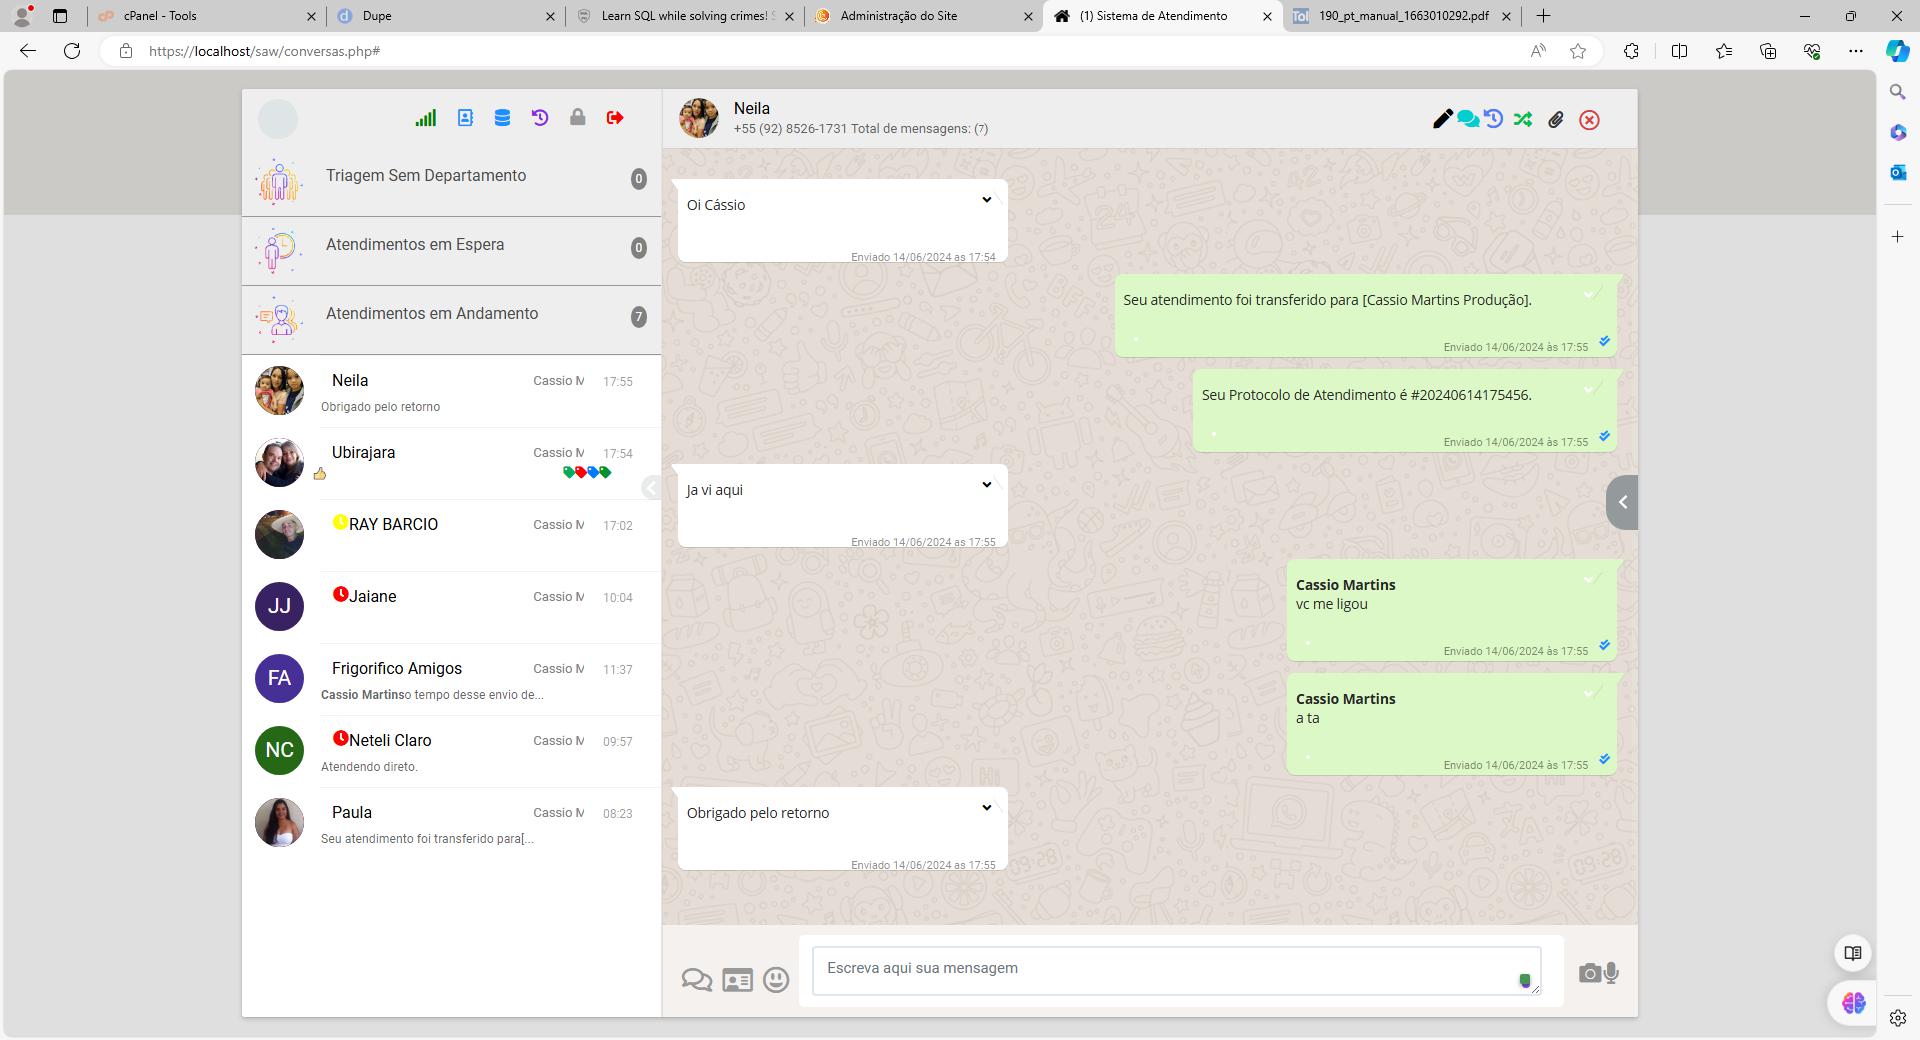 cPanel - Tools
Dupe
Learn SQL while solving crimes!
Administração do Site
(1) Sistema de Atendimento
190_pt_manual_1663010292.pdf
https://localhost/saw/conversas.php#
Triagem Sem Departamento
0
Atendimentos em Espera
0
Atendimentos em Andamento
7
Neila
Cassio M
17:55
Obrigado pelo retorno
Ubirajara
Cassio M
17:54
RAY BARCIO
Cassio M
17:02
JJ
Jaiane
Cassio M
10:04
FA
Frigorifico Amigos
Cassio M
11:37
Cassio Martinso tempo desse envio de...
NC
Neteli Claro
Cassio M
09:57
Atendendo direto.
Paula
Cassio M
08:23
Seu atendimento foi transferido para[...
Neila
+55 (92) 8526-1731 Total de mensagens: (7)
Oi Cássio
Enviado 14/06/2024 as 17:54
Seu atendimento foi transferido para [Cassio Martins Produção].
Enviado 14/06/2024 às 17:55
Seu Protocolo de Atendimento é #20240614175456.
Enviado 14/06/2024 às 17:55
Ja vi aqui
Enviado 14/06/2024 as 17:55
Cassio Martins
vc me ligou
Enviado 14/06/2024 às 17:55
Cassio Martins
a ta
Enviado 14/06/2024 às 17:55
Obrigado pelo retorno
Enviado 14/06/2024 as 17:55
Escreva aqui sua mensagem